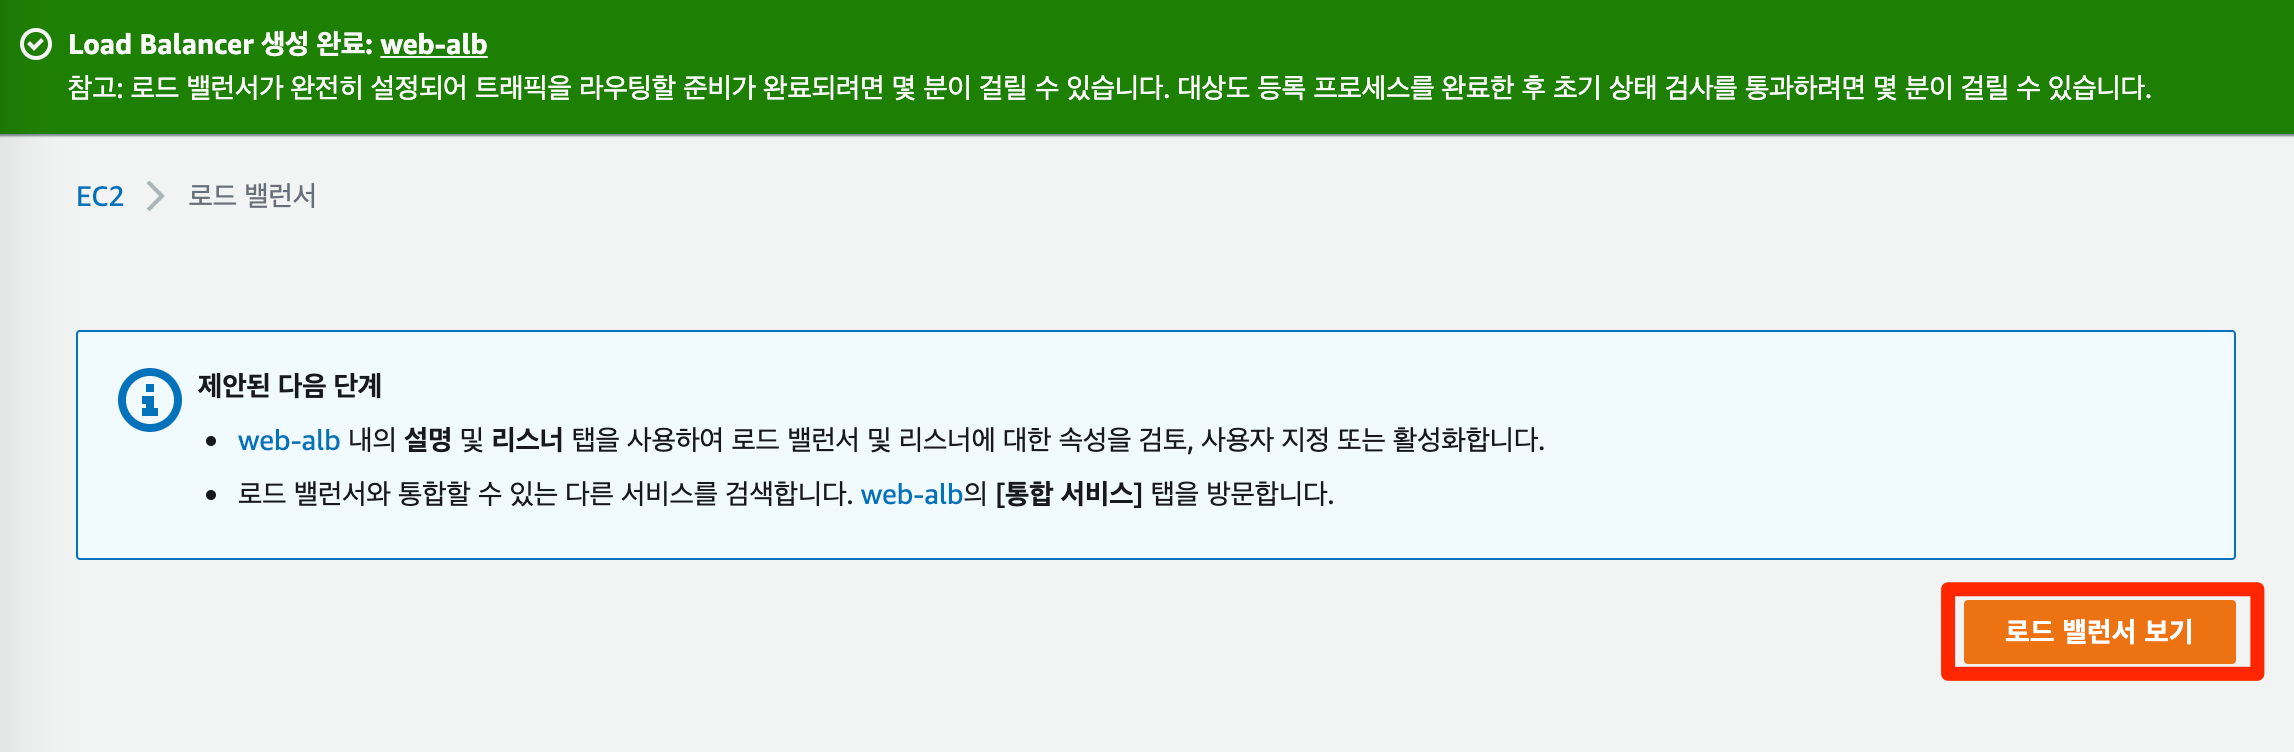 Load Balancer 생성 완료: web-alb
참고: 로드 밸런서가 완전히 설정되어 트래픽을 라우팅할 준비가 완료되려면 몇 분이 걸릴 수 있습니다. 대상도 등록 프로세스를 완료한 후 초기 상태 검사를 통과하려면 몇 분이 걸릴 수 있습니다.
EC2 > 로드 밸런서
제안된 다음 단계
• web-alb 내의 설명 및 리스너 탭을 사용하여 로드 밸런서 및 리스너에 대한 속성을 검토, 사용자 지정 또는 활성화합니다.
• 로드 밸런서와 통합할 수 있는 다른 서비스를 검색합니다. web-alb의 [통합 서비스] 탭을 방문합니다.
로드 밸런서 보기